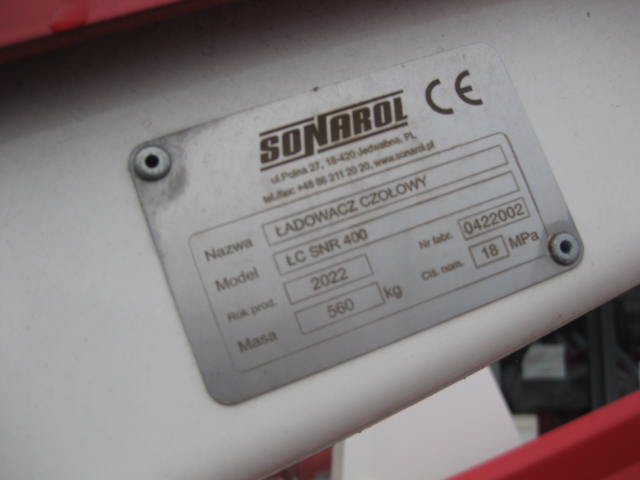 SONAROL CE
ul.Polna 27, 18-420 Jedwabne, PL
tel./fax: +48 86 211 20 20, www.sonarol.pl
Nazwa ŁADOWACZ CZOŁOWY
Model ŁC SNR 400
Rok prod. 2022 Nr fabr. 0422002
Masa 560 kg Ciś. nom. 18 MPa